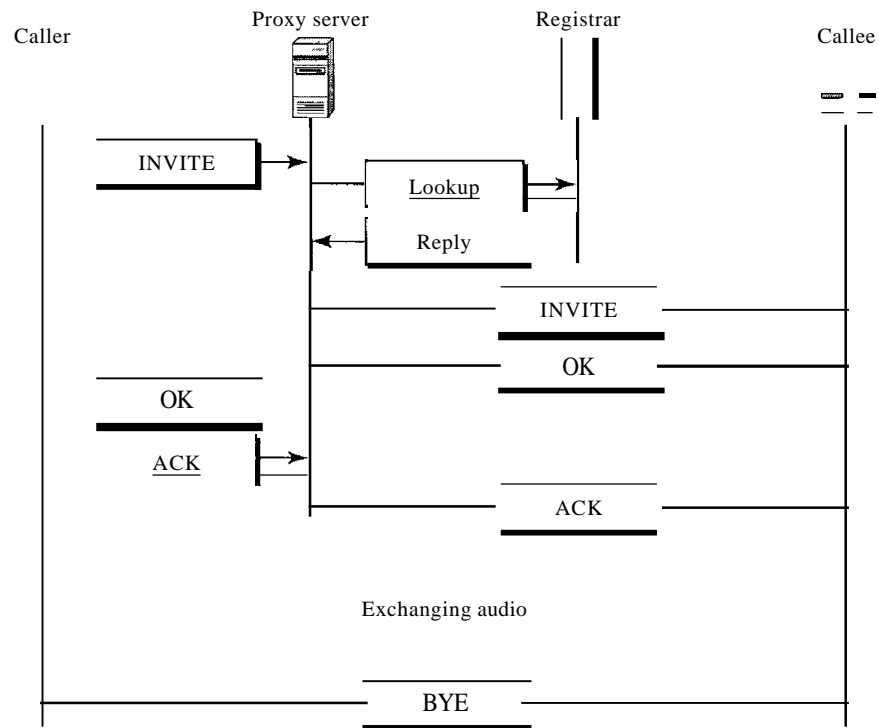 Proxy server
Registrar
Caller
Callee
INVITE
Lookup
Reply
INVITE
OK
OK
ACK
ACK
Exchanging audio
BYE